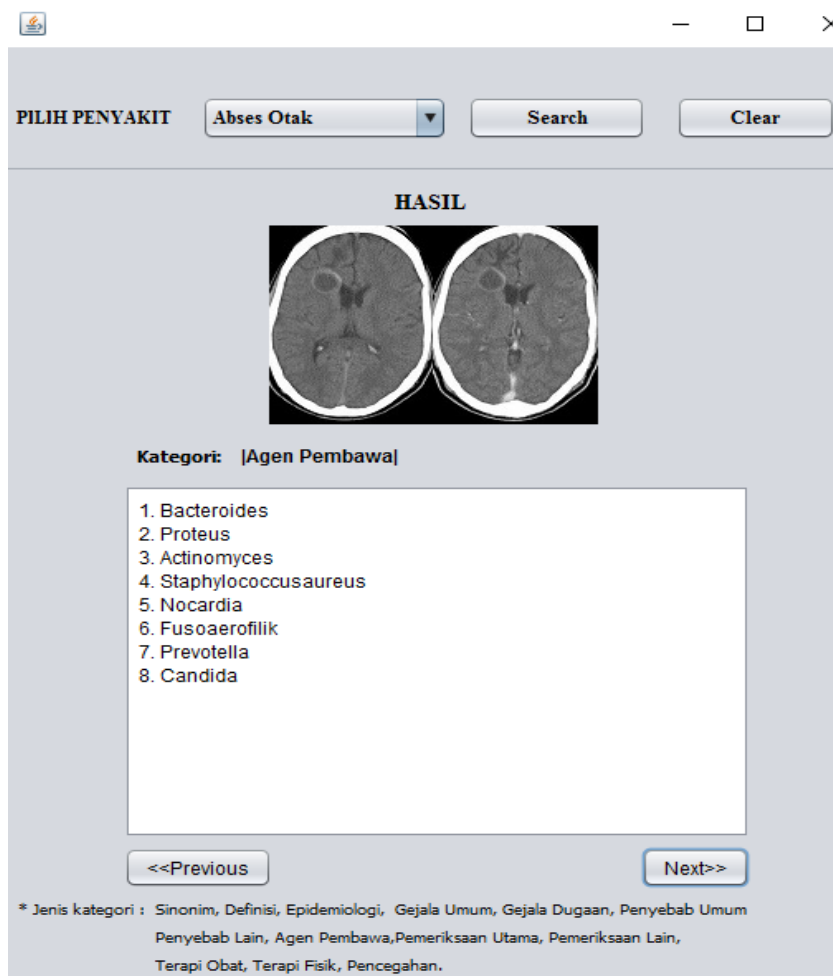 PILIH PENYAKIT Abses Otak Search Clear
HASIL
Kategori: |Agen Pembawa|
1. Bacteroides
2. Proteus
3. Actinomyces
4. Staphylococcusaureus
5. Nocardia
6. Fusoaerofilik
7. Prevotella
8. Candida
<<Previous Next>>
* Jenis kategori : Sinonim, Definisi, Epidemiologi, Gejala Umum, Gejala Dugaan, Penyebab Umum
Penyebab Lain, Agen Pembawa,Pemeriksaan Utama, Pemeriksaan Lain,
Terapi Obat, Terapi Fisik, Pencegahan.